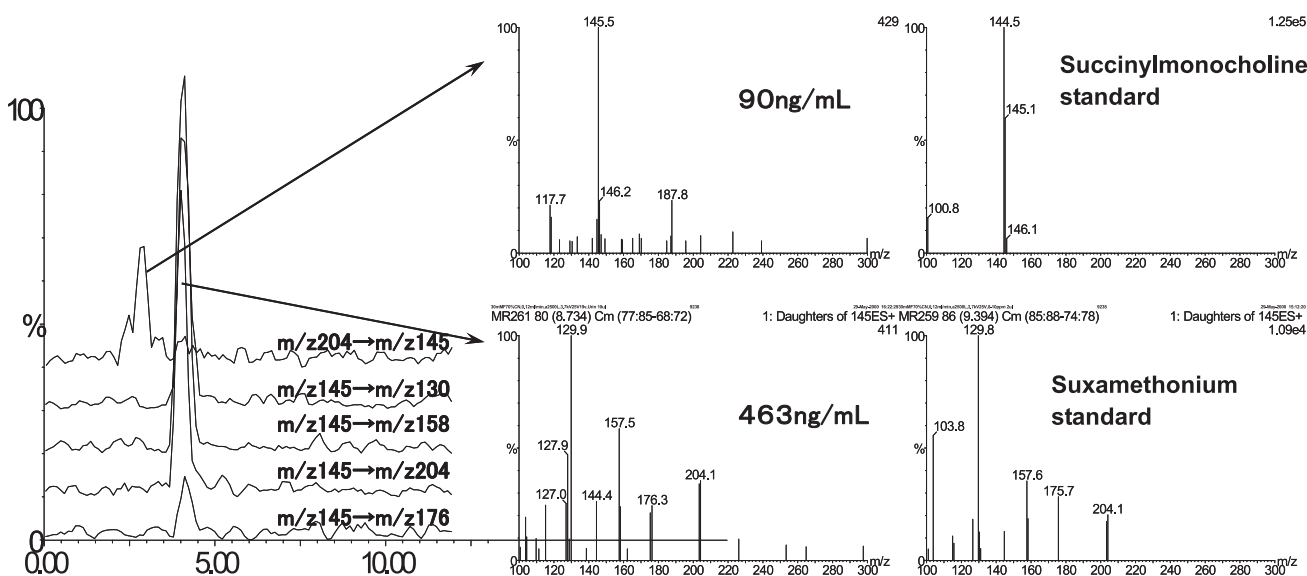 100
%
0
0.00
5.00
10.00
m/z204→m/z145
m/z145→m/z130
m/z145→m/z158
m/z145→m/z204
m/z145→m/z176
145.5
429
100
90ng/mL
%
146.2
187.8
117.7
0
100 120 140 160 180 200 220 240 260 280 300 m/z
144.5
1.25e5
100
Succinylmonocholine
standard
145.1
%
100.8
146.1
0
100 120 140 160 180 200 220 240 260 280 300 m/z
MR261 80 (8.734) Cm (77:85-68:72)
1: Daughters of 145ES+
129.9
411
100
463ng/mL
157.5
%
127.9
204.1
127.0
144.4
176.3
0
100 120 140 160 180 200 220 240 260 280 300 m/z
MR259 86 (9.394) Cm (85:88-74:78)
1: Daughters of 145ES+
129.8
1.09e4
100
Suxamethonium
standard
103.8
%
157.6
175.7
204.1
0
100 120 140 160 180 200 220 240 260 280 300 m/z